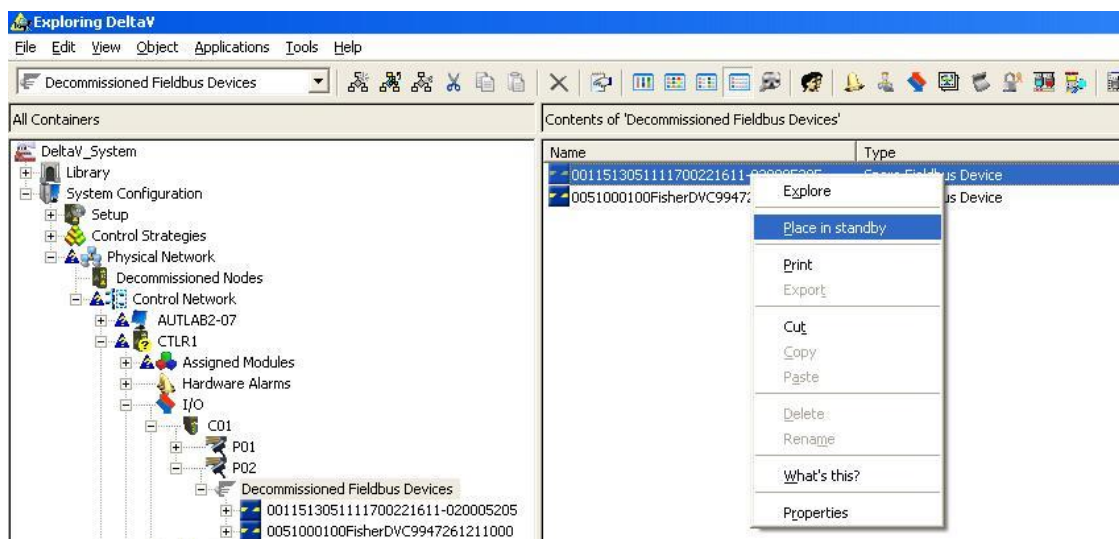 Exploring DeltaV
File Edit View Object Applications Tools Help
Decommissioned Fieldbus Devices
All Containers
Contents of 'Decommissioned Fieldbus Devices'
DeltaV_System
Library
System Configuration
Setup
Control Strategies
Physical Network
Decommissioned Nodes
Control Network
AUTLAB2-07
CTLR1
Assigned Modules
Hardware Alarms
I/O
C01
P01
P02
Decommissioned Fieldbus Devices
0011513051111700221611-020005205
0051000100FisherDVC9947261211000
Name Type
0011513051111700221611-020005205 Spare Fieldbus Device
0051000100FisherDVC99472 us Device
Explore
Place in standby
Print
Export
Cut
Copy
Paste
Delete
Rename
What's this?
Properties